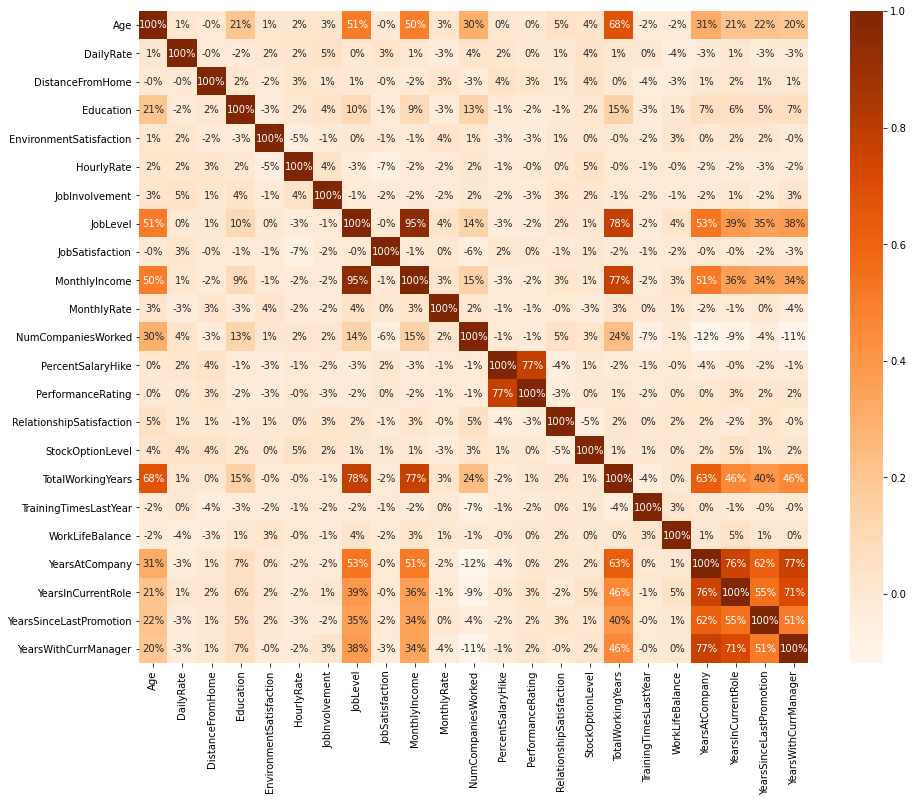 Age 100% 1% -0% 21% 1% 2% 3% 51% -0% 50% 3% 30% 0% 0% 5% 4% 68% -2% -2% 31% 21% 22% 20%
DailyRate 1% 100% -0% -2% 2% 2% 5% 0% 3% 1% -3% 4% 2% 0% 1% 4% 1% 0% -4% -3% 1% -3% -3%
DistanceFromHome -0% -0% 100% 2% -2% 3% 1% 1% -0% -2% 3% -3% 4% 3% 1% 4% 0% -4% -3% 1% 2% 1% 1%
Education 21% -2% 2% 100% -3% 2% 4% 10% -1% 9% -3% 13% -1% -2% -1% 2% 15% -3% 1% 7% 6% 5% 7%
EnvironmentSatisfaction 1% 2% -2% -3% 100% -5% -1% 0% -1% -1% 4% 1% -3% -3% 1% 0% -0% -2% 3% 0% 2% 2% -0%
HourlyRate 2% 2% 3% 2% -5% 100% 4% -3% -7% -2% -2% 2% -1% -0% 0% 5% -0% -1% -0% -2% -2% -3% -2%
JobInvolvement 3% 5% 1% 4% -1% 4% 100% -1% -2% -2% -2% 2% -2% -3% 3% 2% -1% -2% -1% -2% 1% -2% 3%
JobLevel 51% 0% 1% 10% 0% -3% -1% 100% -0% 95% 4% 14% -3% -2% 2% 1% 78% -2% 4% 53% 39% 35% 38%
JobSatisfaction -0% 3% -0% -1% -1% -7% -2% -0% 100% -1% 0% -6% 2% 0% -1% 1% -2% -1% -2% -0% -0% -2% -3%
MonthlyIncome 50% 1% -2% 9% -1% -2% -2% 95% -1% 100% 3% 15% -3% -2% 3% 1% 77% -2% 3% 51% 36% 34% 34%
MonthlyRate 3% -3% 3% -3% 4% -2% -2% 4% 0% 3% 100% 2% -1% -1% -0% -3% 3% 0% 1% -2% -1% 0% -4%
NumCompaniesWorked 30% 4% -3% 13% 1% 2% 2% 14% -6% 15% 2% 100% -1% -1% 5% 3% 24% -7% -1% -12% -9% -4% -11%
PercentSalaryHike 0% 2% 4% -1% -3% -1% -2% -3% 2% -3% -1% -1% 100% 77% -4% 1% -2% -1% -0% -4% -0% -2% -1%
PerformanceRating 0% 0% 3% -2% -3% -0% -3% -2% 0% -2% -1% -1% 77% 100% -3% 0% 1% -2% 0% 0% 3% 2% 2%
RelationshipSatisfaction 5% 1% 1% -1% 1% 0% 3% 2% -1% 3% -0% 5% -4% -3% 100% -5% 2% 0% 2% 2% -2% 3% -0%
StockOptionLevel 4% 4% 4% 2% 0% 5% 2% 1% 1% 1% -3% 3% 1% 0% -5% 100% 1% 1% 0% 2% 5% 1% 2%
TotalWorkingYears 68% 1% 0% 15% -0% -0% -1% 78% -2% 77% 3% 24% -2% 1% 2% 1% 100% -4% 0% 63% 46% 40% 46%
TrainingTimesLastYear -2% 0% -4% -3% -2% -1% -2% -2% -1% -2% 0% -7% -1% -2% 0% 1% -4% 100% 3% 0% -1% -0% -0%
WorkLifeBalance -2% -4% -3% 1% 3% -0% -1% 4% -2% 3% 1% -1% -0% 0% 2% 0% 0% 3% 100% 1% 5% 1% 0%
YearsAtCompany 31% -3% 1% 7% 0% -2% -2% 53% -0% 51% -2% -12% -4% 0% 2% 2% 63% 0% 1% 100% 76% 62% 77%
YearsInCurrentRole 21% 1% 2% 6% 2% -2% 1% 39% -0% 36% -1% -9% -0% 3% -2% 5% 46% -1% 5% 76% 100% 55% 71%
YearsSinceLastPromotion 22% -3% 1% 5% 2% -3% -2% 35% -2% 34% 0% -4% -2% 2% 3% 1% 40% -0% 1% 62% 55% 100% 51%
YearsWithCurrManager 20% -3% 1% 7% -0% -2% 3% 38% -3% 34% -4% -11% -1% 2% -0% 2% 46% -0% 0% 77% 71% 51% 100%
Age
DailyRate
DistanceFromHome
Education
EnvironmentSatisfaction
HourlyRate
JobInvolvement
JobLevel
JobSatisfaction
MonthlyIncome
MonthlyRate
NumCompaniesWorked
PercentSalaryHike
PerformanceRating
RelationshipSatisfaction
StockOptionLevel
TotalWorkingYears
TrainingTimesLastYear
WorkLifeBalance
YearsAtCompany
YearsInCurrentRole
YearsSinceLastPromotion
YearsWithCurrManager
1.0
0.8
0.6
0.4
0.2
0.0